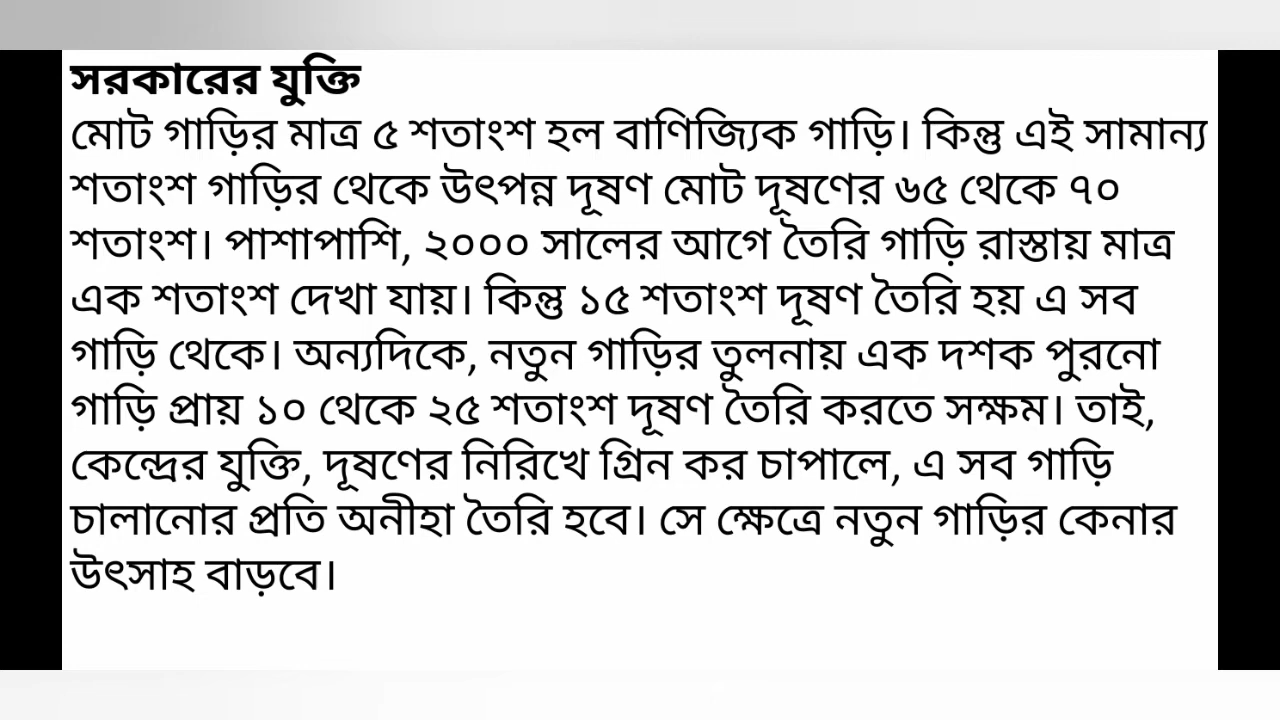 সরকারের যুক্তি
মোট গাড়ির মাত্র ৫ শতাংশ হল বাণিজ্যিক গাড়ি। কিন্তু এই সামান্য
শতাংশ গাড়ির থেকে উৎপন্ন দূষণ মোট দূষণের ৬৫ থেকে ৭০
শতাংশ। পাশাপাশি, ২০০০ সালের আগে তৈরি গাড়ি রাস্তায় মাত্র
এক শতাংশ দেখা যায়। কিন্তু ১৫ শতাংশ দূষণ তৈরি হয় এ সব
গাড়ি থেকে। অন্যদিকে, নতুন গাড়ির তুলনায় এক দশক পুরনো
গাড়ি প্রায় ১০ থেকে ২৫ শতাংশ দূষণ তৈরি করতে সক্ষম। তাই,
কেন্দ্রের যুক্তি, দূষণের নিরিখে গ্রিন কর চাপালে, এ সব গাড়ি
চালানোর প্রতি অনীহা তৈরি হবে। সে ক্ষেত্রে নতুন গাড়ির কেনার
উৎসাহ বাড়বে।